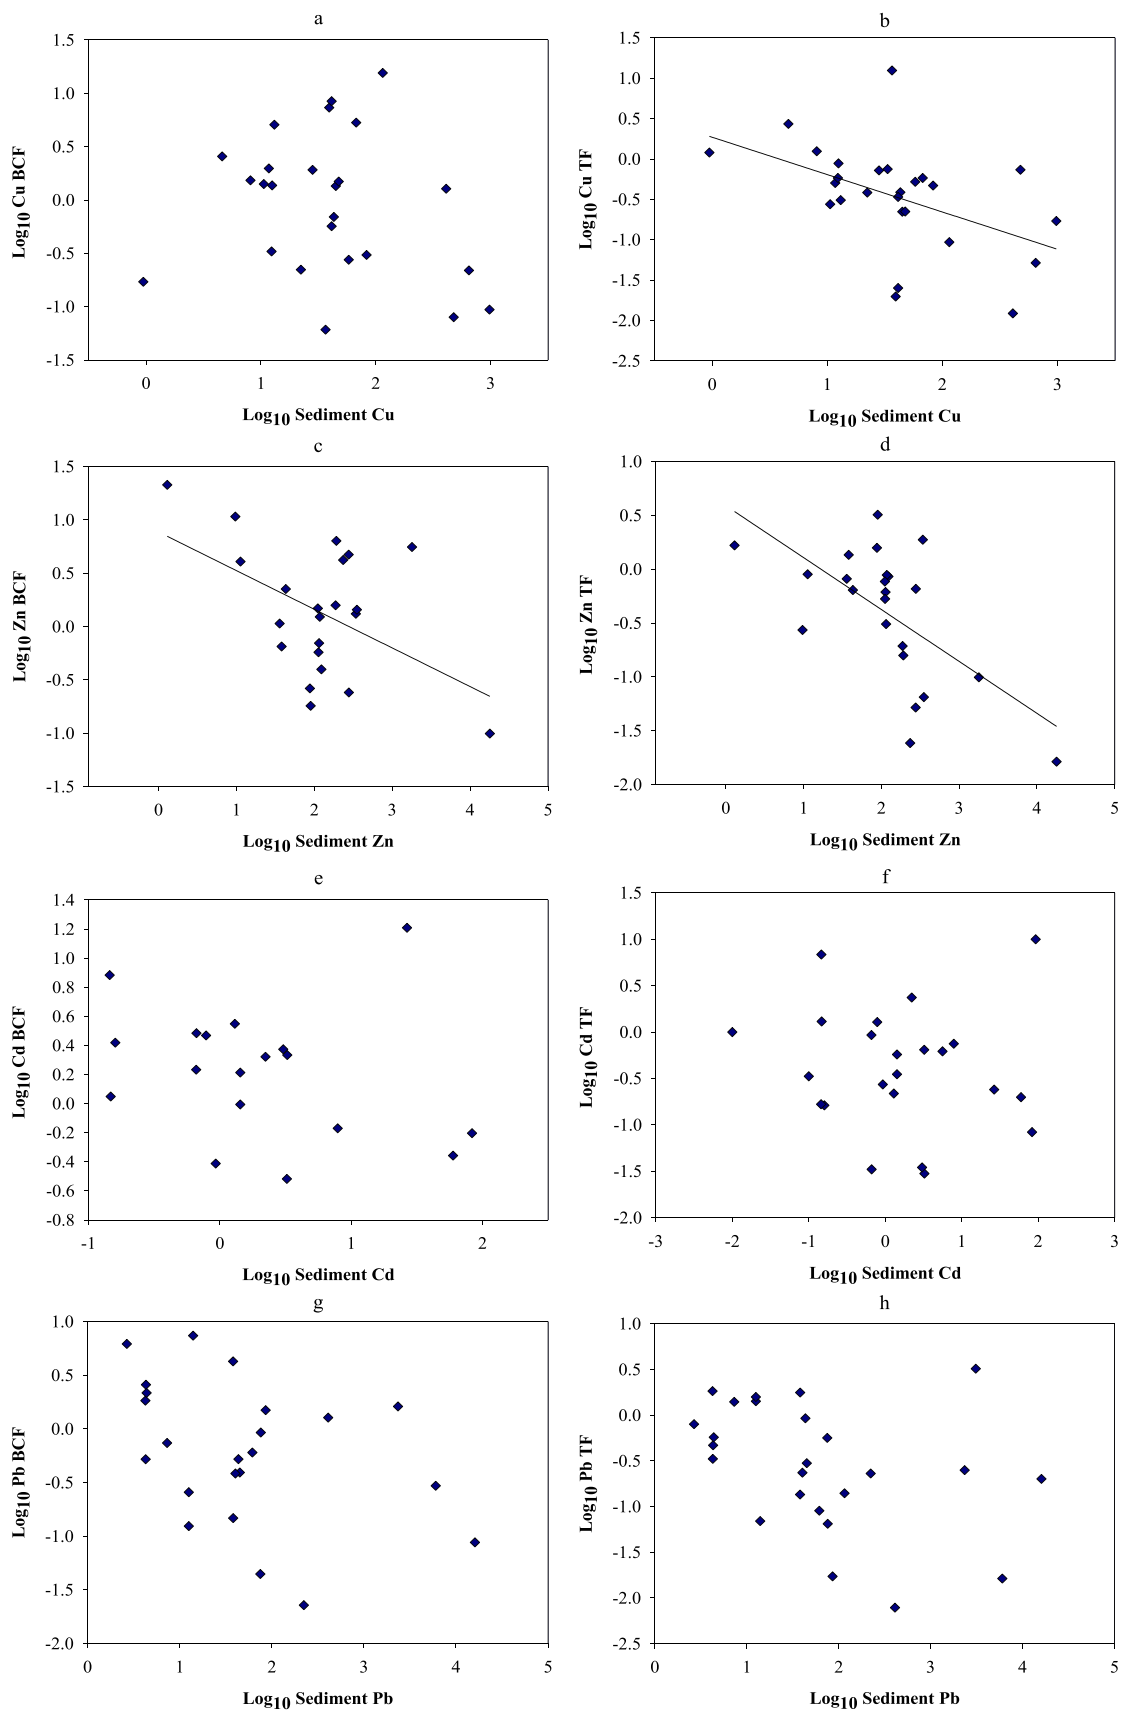 a
1.5
1.0
0.5
0.0
-0.5
-1.0
-1.5
Log10 Cu BCF
0 1 2 3
Log10 Sediment Cu
b
1.5
1.0
0.5
0.0
-0.5
-1.0
-1.5
-2.0
-2.5
Log10 Cu TF
0 1 2 3
Log10 Sediment Cu
c
1.5
1.0
0.5
0.0
-0.5
-1.0
-1.5
Log10 Zn BCF
0 1 2 3 4 5
Log10 Sediment Zn
d
1.0
0.5
0.0
-0.5
-1.0
-1.5
-2.0
Log10 Zn TF
0 1 2 3 4 5
Log10 Sediment Zn
e
1.4
1.2
1.0
0.8
0.6
0.4
0.2
0.0
-0.2
-0.4
-0.6
-0.8
Log10 Cd BCF
-1 0 1 2
Log10 Sediment Cd
f
1.5
1.0
0.5
0.0
-0.5
-1.0
-1.5
-2.0
Log10 Cd TF
-3 -2 -1 0 1 2 3
Log10 Sediment Cd
g
1.0
0.5
0.0
-0.5
-1.0
-1.5
-2.0
Log10 Pb BCF
0 1 2 3 4 5
Log10 Sediment Pb
h
1.0
0.5
0.0
-0.5
-1.0
-1.5
-2.0
-2.5
Log10 Pb TF
0 1 2 3 4 5
Log10 Sediment Pb